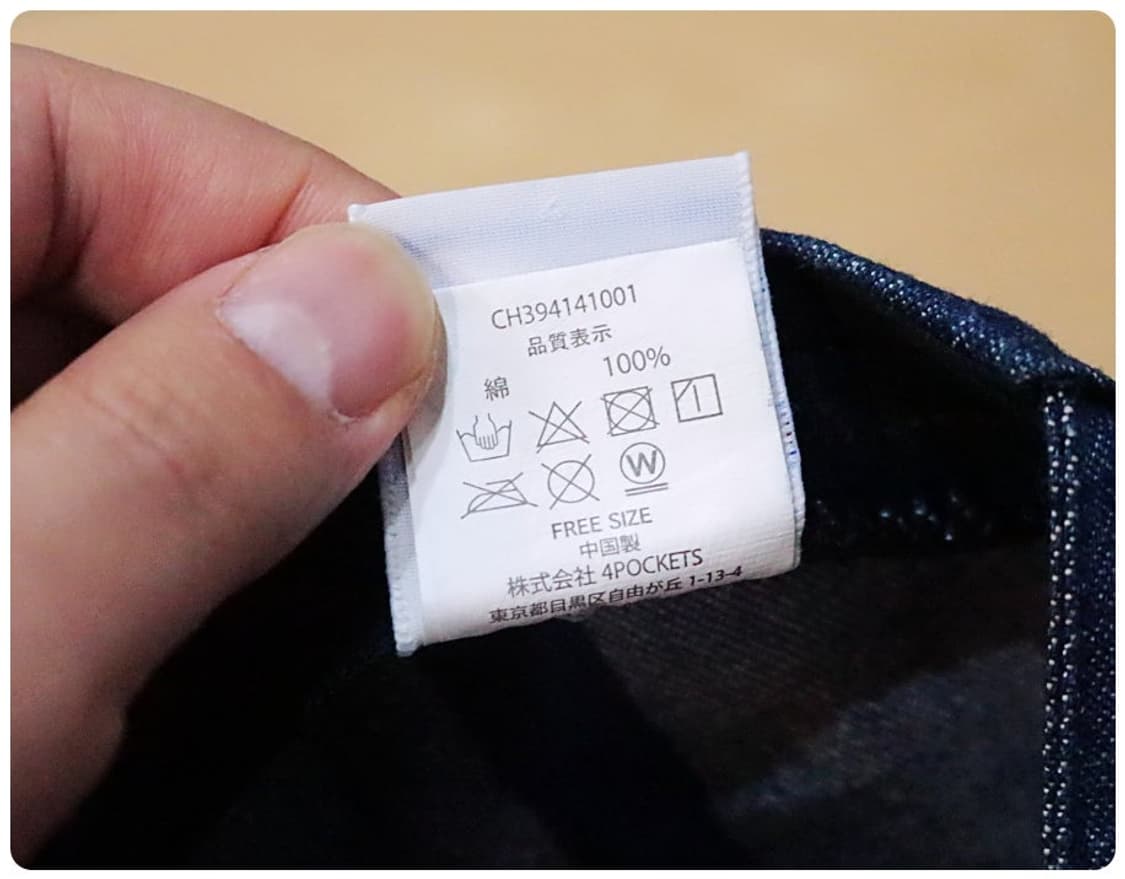 CH394141001
品質表示
綿 100%
W
FREE SIZE
中国製
株式会社 4POCKETS
東京都目黒区自由が丘 1-13-4